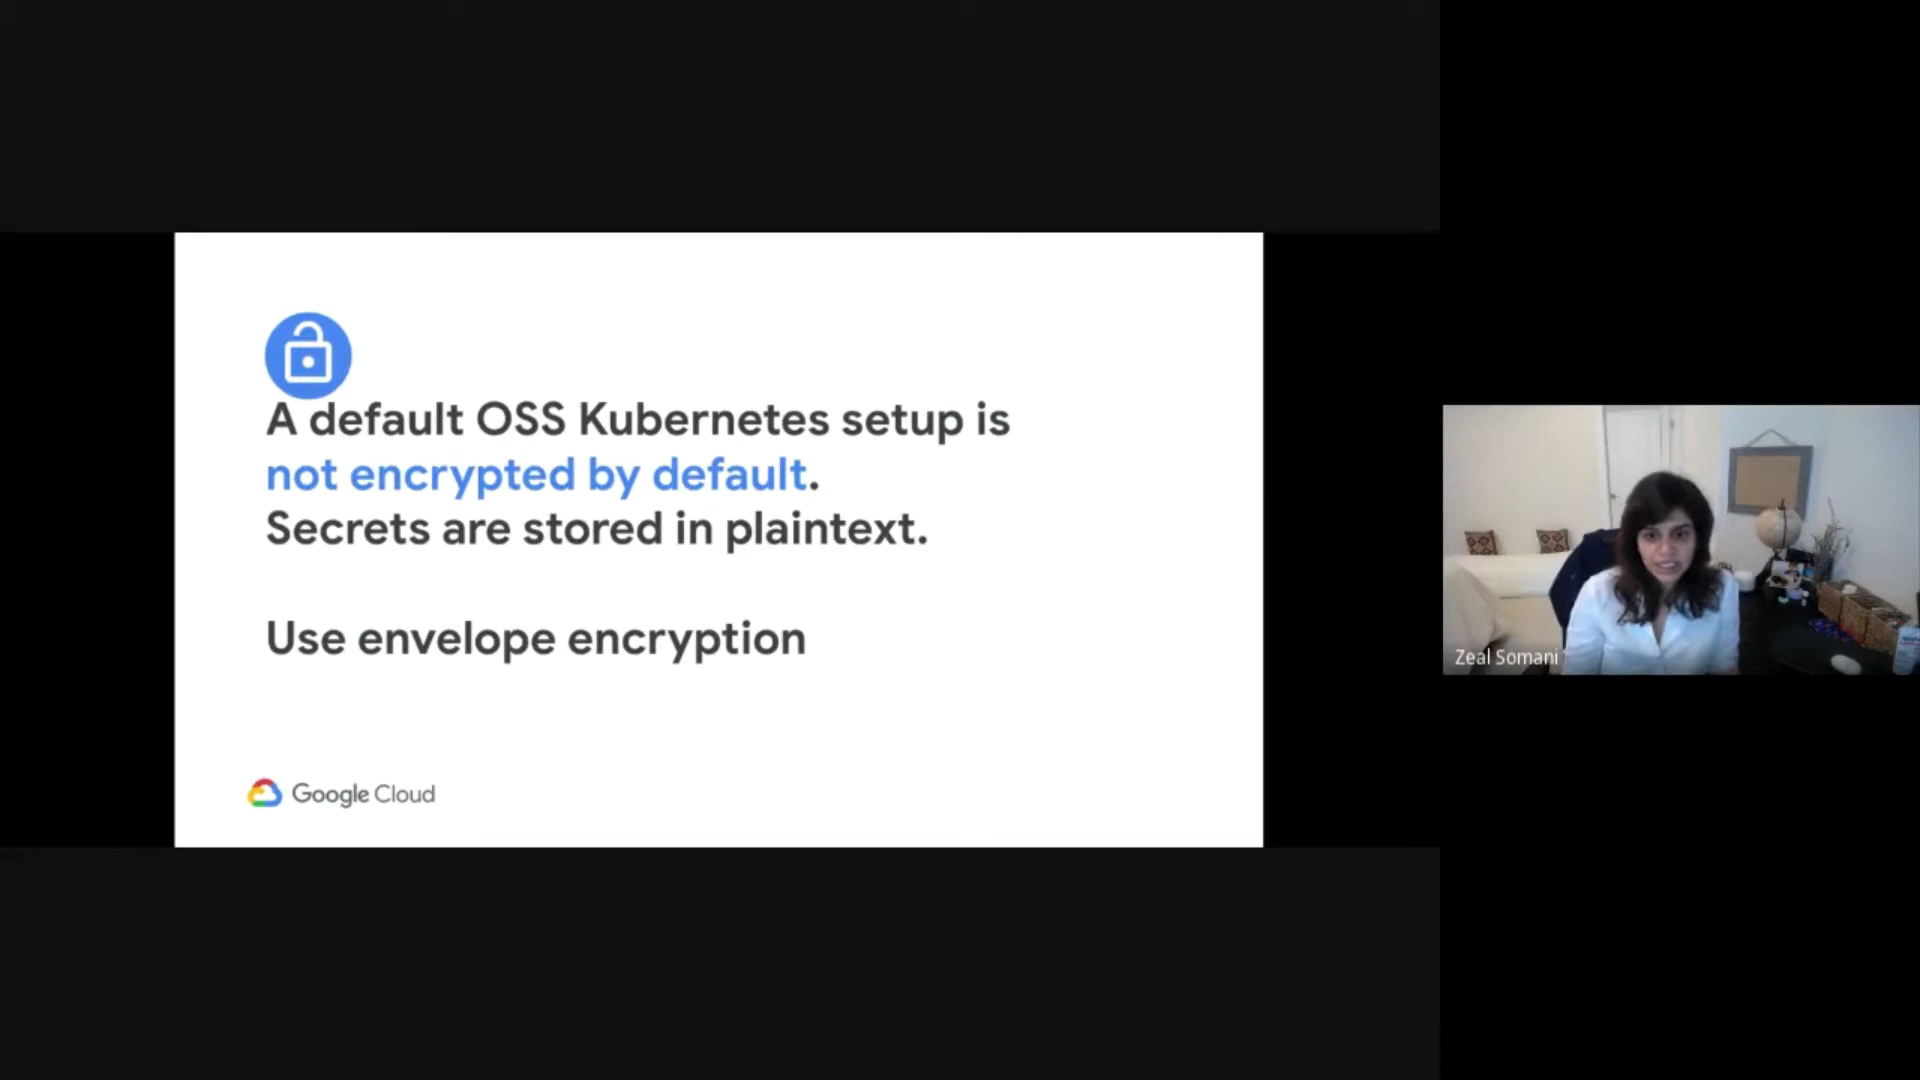 A default OSS Kubernetes setup is
not encrypted by default.
Secrets are stored in plaintext.
Use envelope encryption
Google Cloud
Zeal Somani